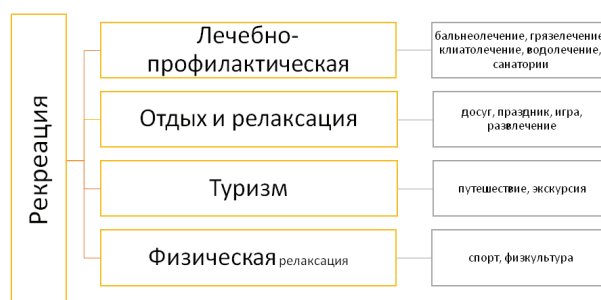 Рекреация
Лечебно-
профилактическая
бальнеолечение, грязелечение,
клиатолечение, водолечение,
санатории
Отдых и релаксация
досуг, праздник, игра,
развлечение
Туризм
путешествие, экскурсия
Физическая релаксация
спорт, физкультура